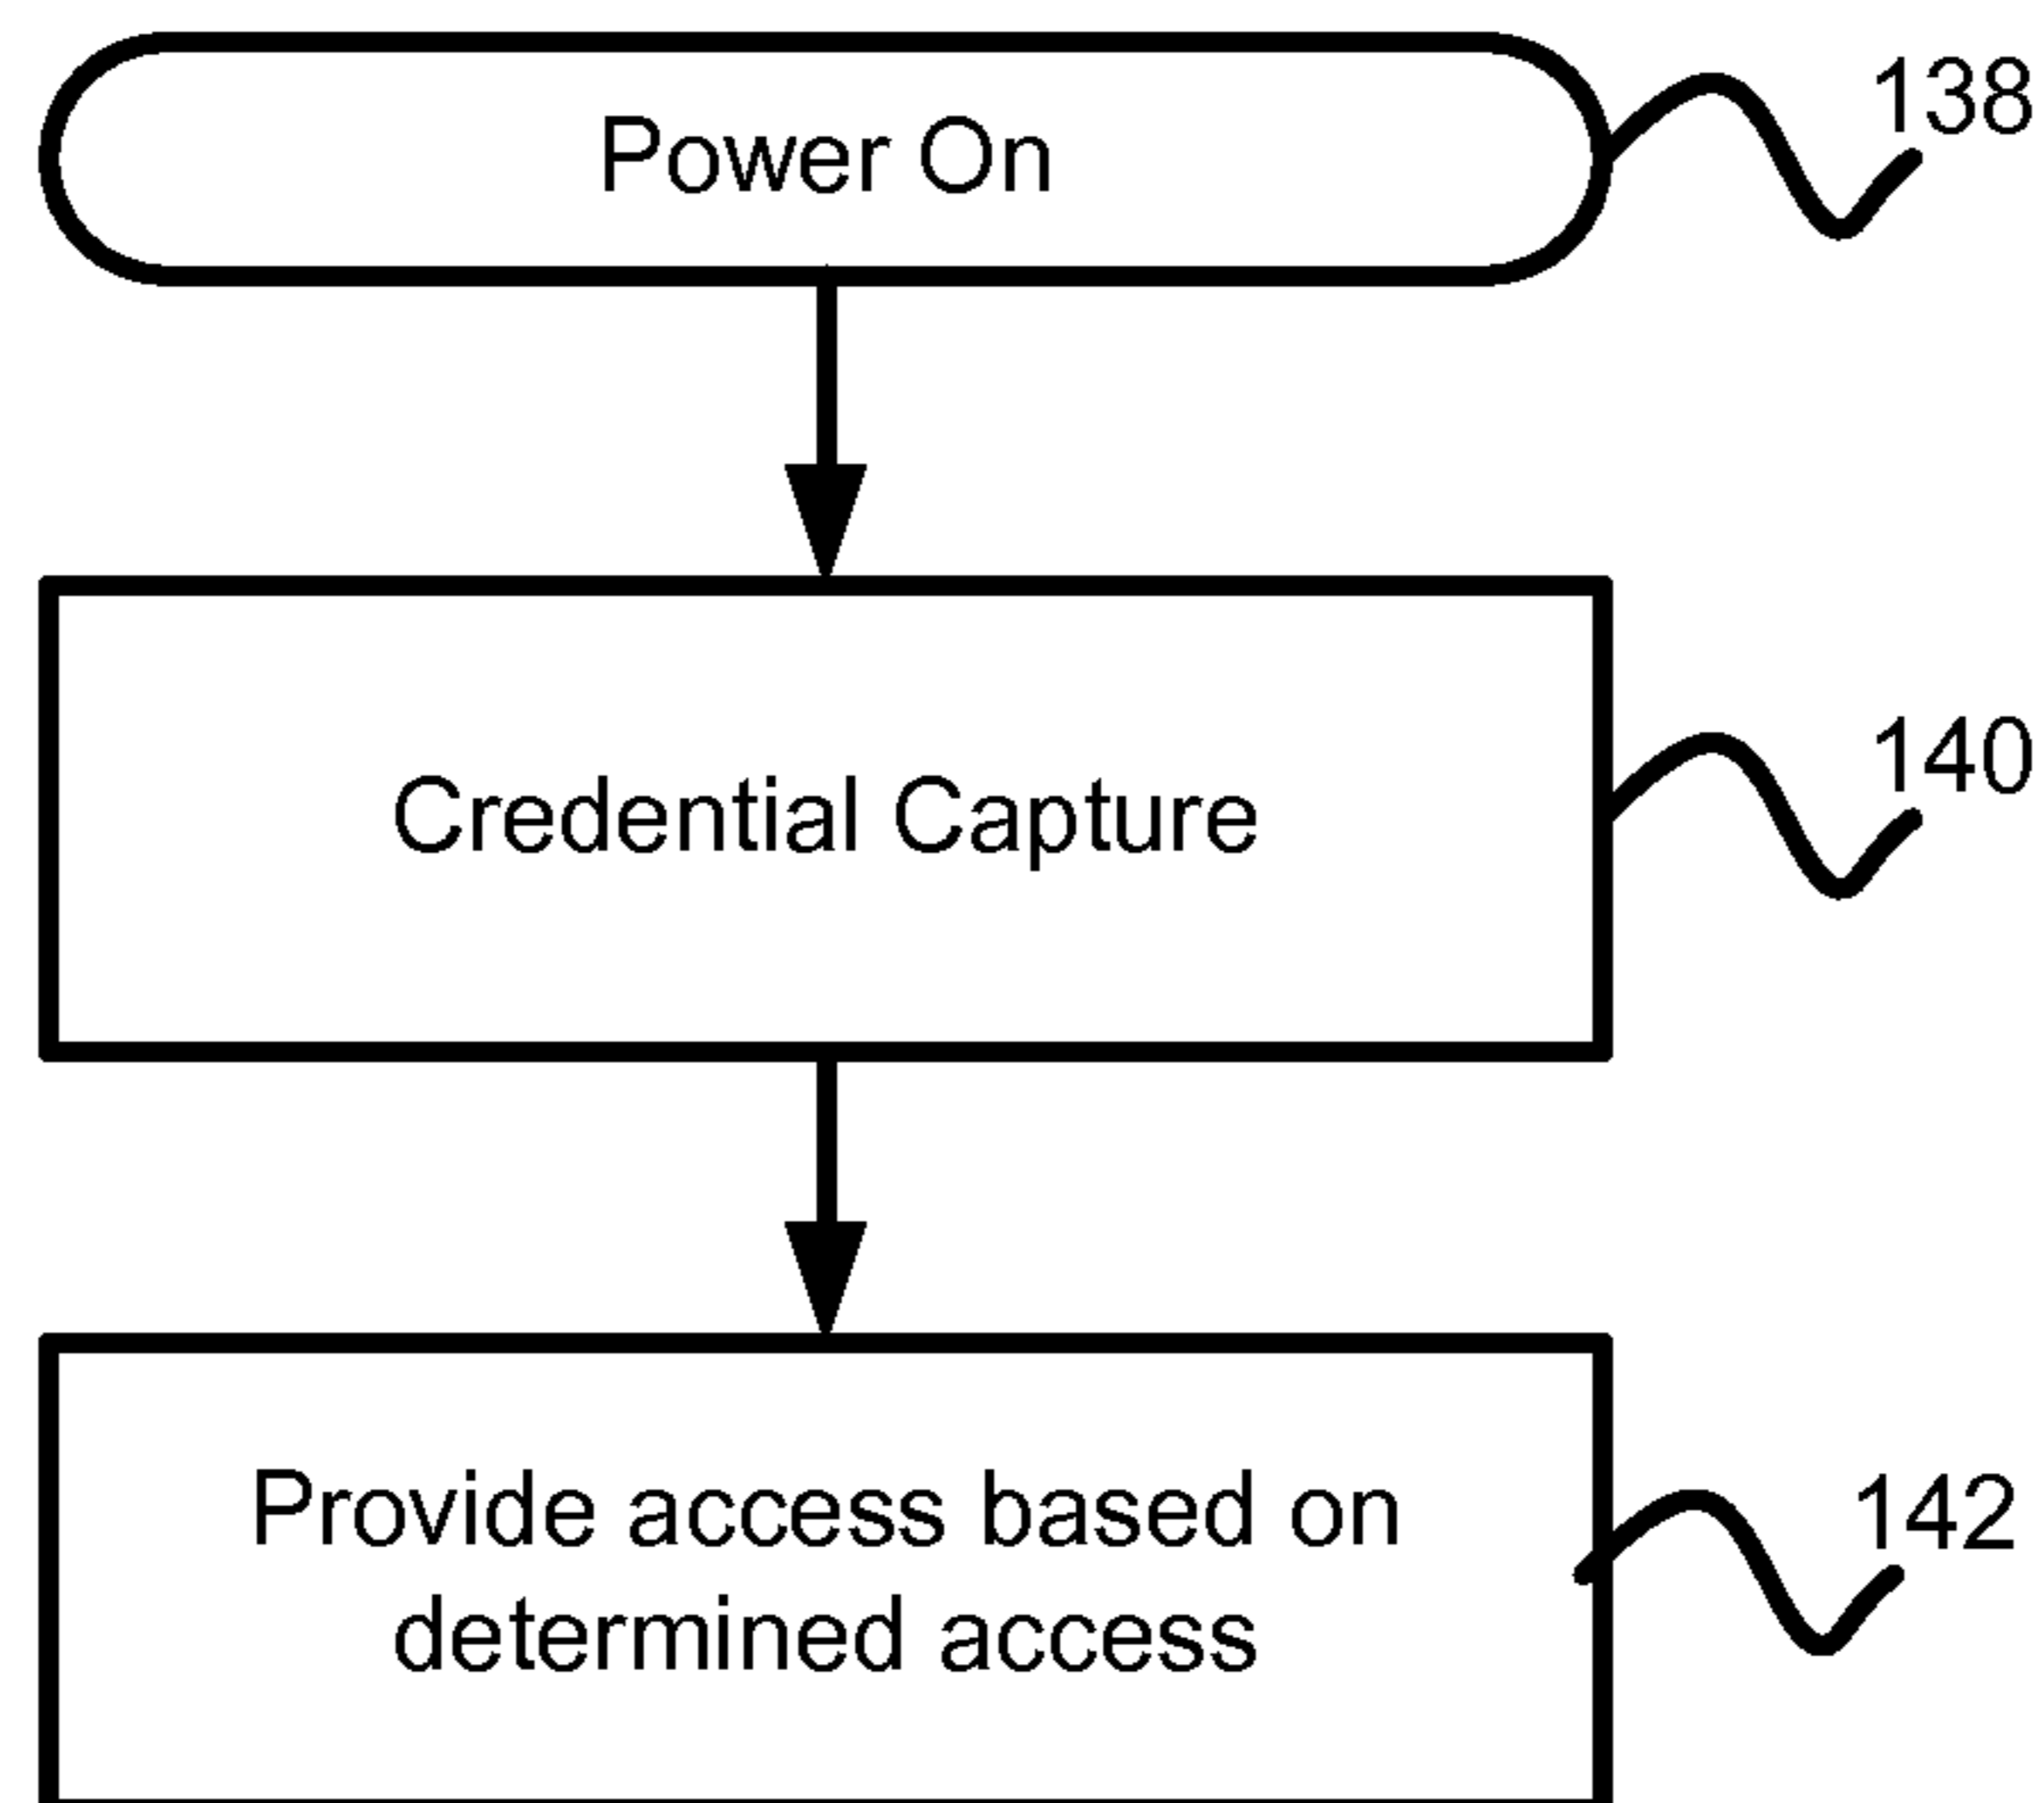 Power On
138
Credential Capture
140
Provide access based on
determined access
142